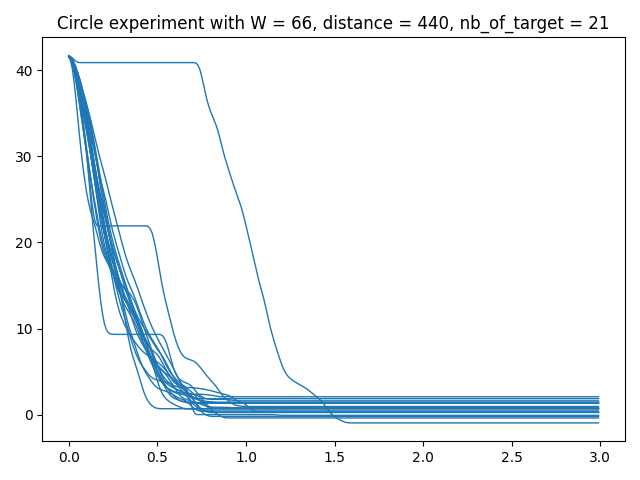 Circle experiment with W = 66, distance = 440, nb_of_target = 21
40
30
20
10
0
0.0 0.5 1.0 1.5 2.0 2.5 3.0